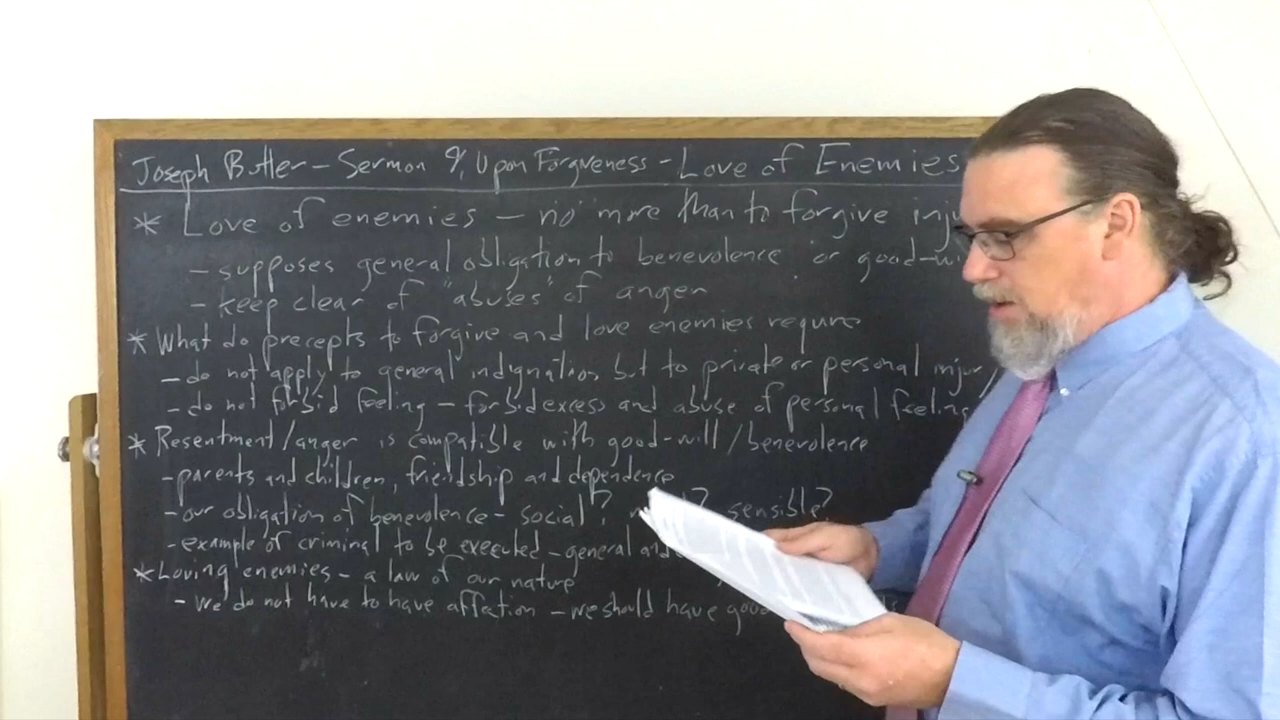 Joseph Butler - Sermon 9, Upon Forgiveness - Love of Enemies
* Love of enemies - no more than to forgive inj
- supposes general obligation to benevolence or good-wi
- keep clear of "abuses" of anger
* What do precepts to forgive and love enemies require
- do not apply to general indignation, but to private or personal injury
- do not forbid feeling - forbid excess and abuse of personal feeling
* Resentment/anger is compatible with good-will/benevolence
- parents and children, friendship and dependence
- our obligation of benevolence - social? sensible?
- example of criminal to be executed - general and
* Loving enemies - a law of our nature
- we do not have to have affection - we should have good